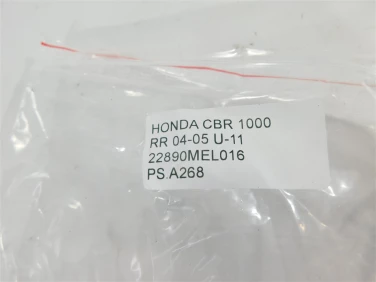 HONDA CBR 1000
RR 04-05 U-11
22890MEL016
PS.A268